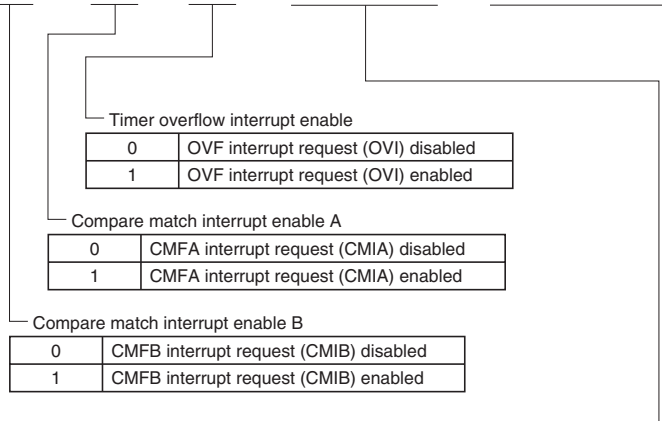 Timer overflow interrupt enable
0 OVF interrupt request (OVI) disabled
1 OVF interrupt request (OVI) enabled
Compare match interrupt enable A
0 CMFA interrupt request (CMIA) disabled
1 CMFA interrupt request (CMIA) enabled
Compare match interrupt enable B
0 CMFB interrupt request (CMIB) disabled
1 CMFB interrupt request (CMIB) enabled